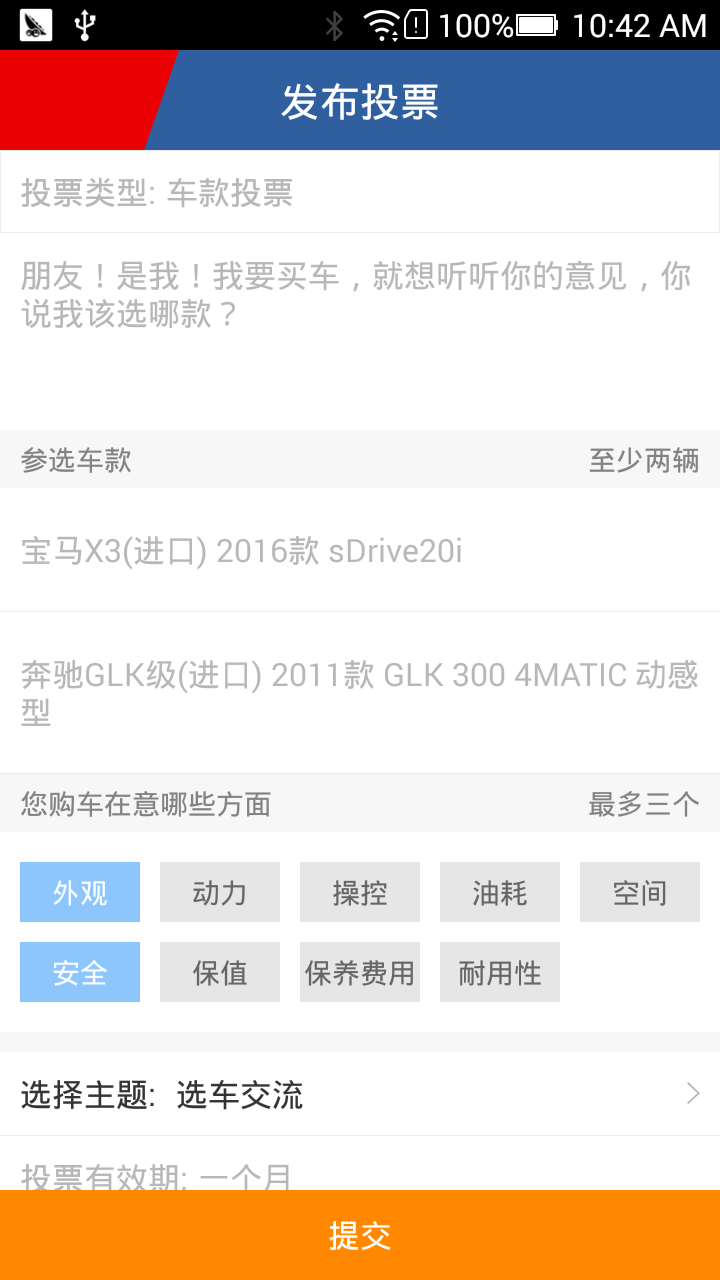 100% 10:42 AM
发布投票
投票类型: 车款投票
朋友！是我！我要买车，就想听听你的意见，你
说我该选哪款？
参选车款 至少两辆
宝马X3(进口) 2016款 sDrive20i
奔驰GLK级(进口) 2011款 GLK 300 4MATIC 动感
型
您购车在意哪些方面 最多三个
外观 动力 操控 油耗 空间
安全 保值 保养费用 耐用性
选择主题: 选车交流
投票有效期: 一个月
提交